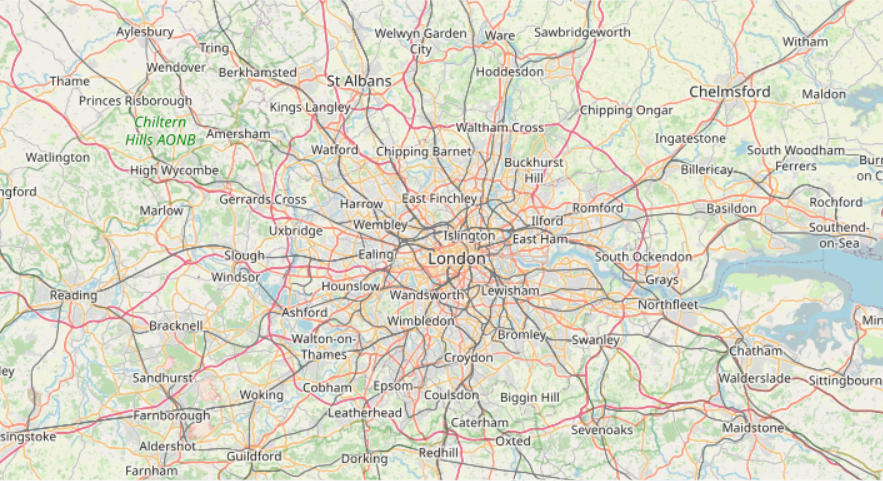 Aylesbury
Welwyn Garden
City
Ware
Sawbridgeworth
Witham
Tring
Wendover
Berkhamsted
St Albans
Hoddesdon
Thame
Princes Risborough
Kings Langley
Chipping Ongar
Chelmsford
Maldon
Chiltern
Hills AONB
Amersham
Waltham Cross
Ingatestone
Watlington
Watford
Chipping Barnet
Buckhurst
Hill
South Woodham
Ferrers
Burn
on C
High Wycombe
Billericay
ngford
Marlow
Gerrards Cross
Harrow
East Finchley
Romford
Basildon
Rochford
Uxbridge
Wembley
Islington
Ilford
East Ham
Southend-
on-Sea
Slough
Ealing
London
South Ockendon
Windsor
Hounslow
Wandsworth
Lewisham
Grays
Reading
Ashford
Northfleet
Bracknell
Wimbledon
Bromley
Swanley
Min
Walton-on-
Thames
Croydon
Chatham
ley
Sandhurst
Cobham
Epsom
Coulsdon
Biggin Hill
Walderslade
Sittingbourn
Woking
Farnborough
Leatherhead
Caterham
Sevenoaks
Maidstone
singstoke
Aldershot
Guildford
Dorking
Redhill
Oxted
Farnham